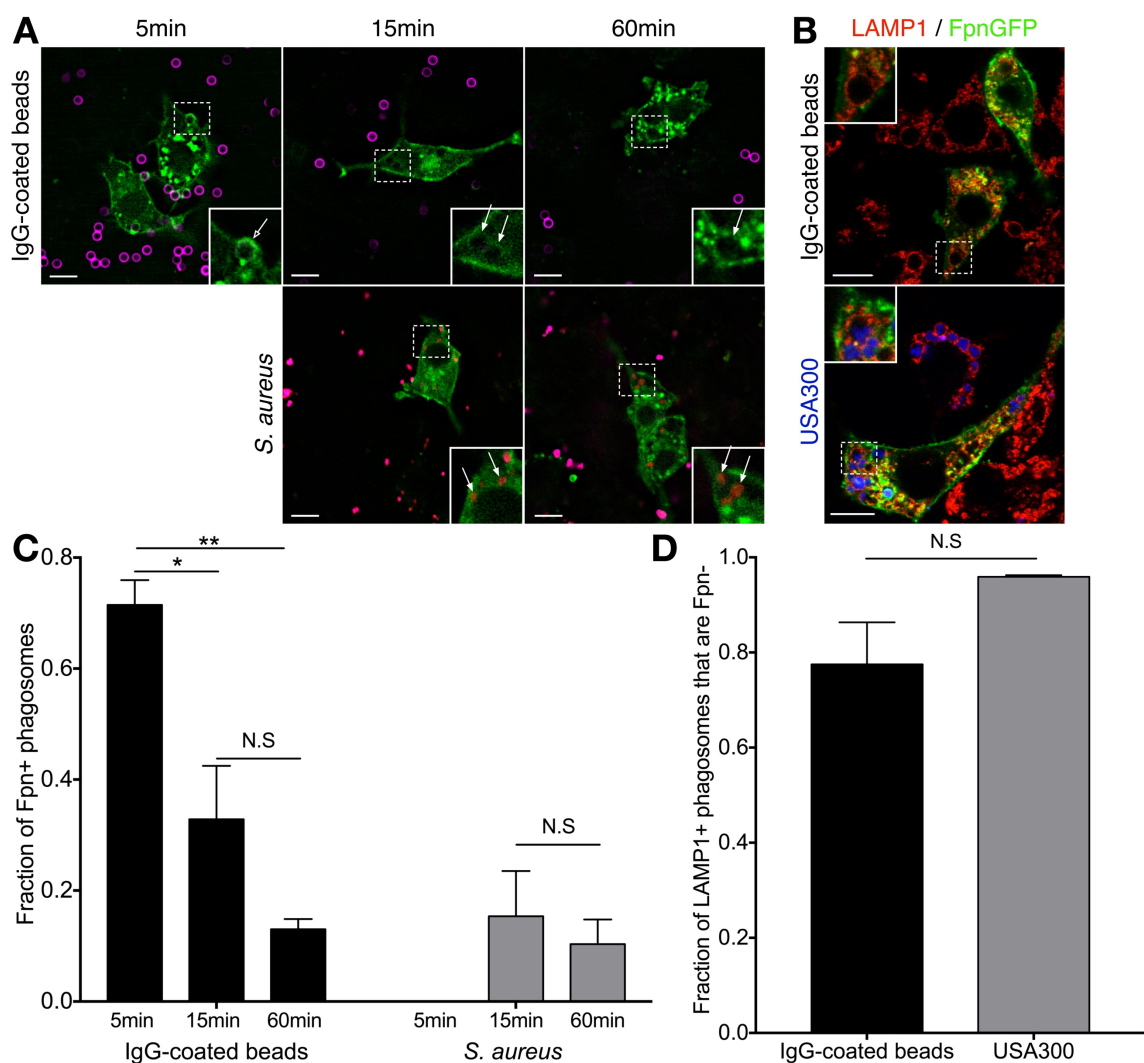 A
5min
15min
60min
B
LAMP1 / FpnGFP
IgG-coated beads
IgG-coated beads
S. aureus
USA300
C
**
*
N.S
N.S
Fraction of Fpn+ phagosomes
0.8
0.6
0.4
0.2
0.0
5min
15min
60min
5min
15min
60min
IgG-coated beads
S. aureus
D
N.S
Fraction of LAMP1+ phagosomes that are Fpn-
1.0
0.8
0.6
0.4
0.2
0.0
IgG-coated beads
USA300